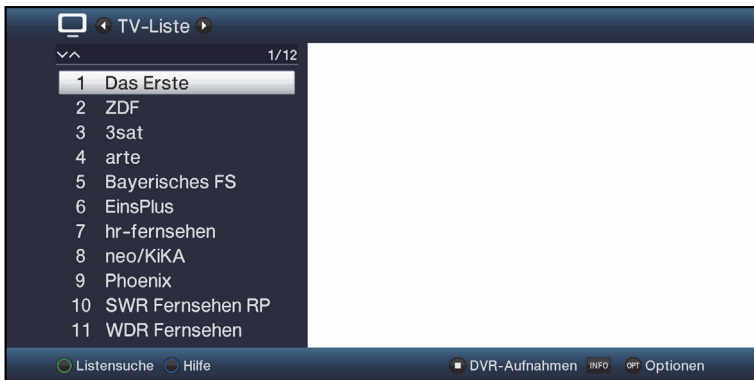 TV-Liste
1/12
1 Das Erste
2 ZDF
3 3sat
4 arte
5 Bayerisches FS
6 EinsPlus
7 hr-fernsehen
8 neo/KiKA
9 Phoenix
10 SWR Fernsehen RP
11 WDR Fernsehen
Listensuche Hilfe DVR-Aufnahmen INFO OPT Optionen